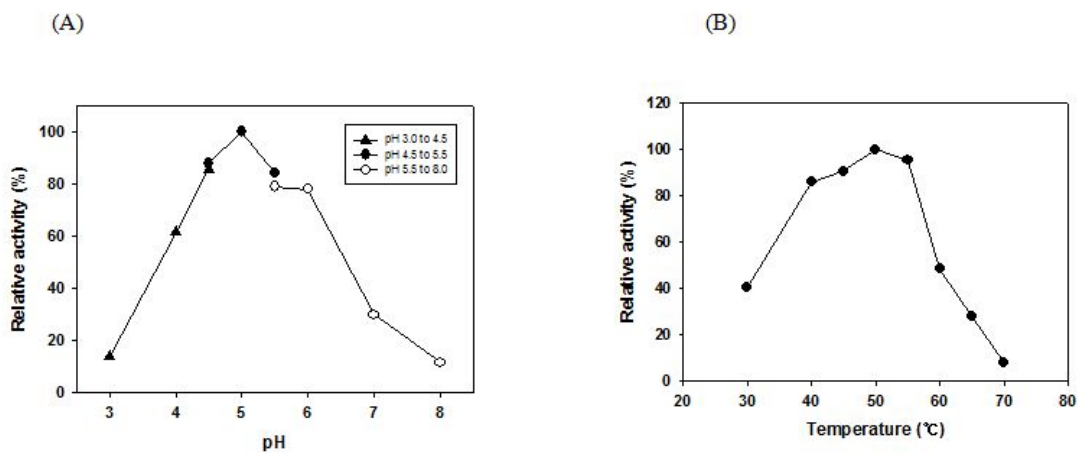 (A)
Relative activity (%)
100
80
60
40
20
0
3 4 5 6 7 8
pH
pH 3.0 to 4.5
pH 4.5 to 5.5
pH 5.5 to 8.0
(B)
Relative activity (%)
120
100
80
60
40
20
0
20 30 40 50 60 70 80
Temperature (℃)